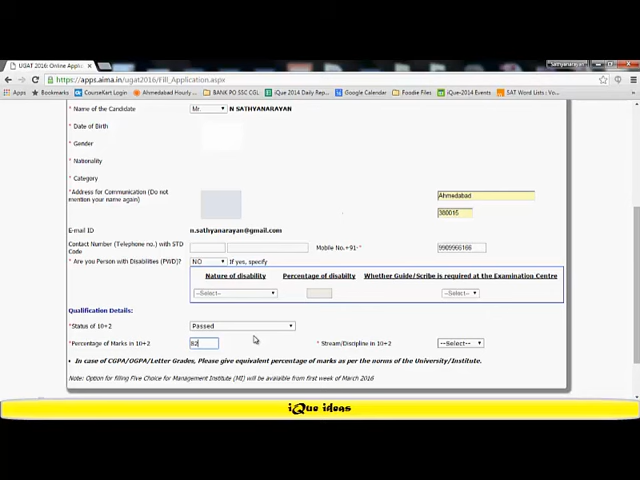 UGAT 2016: Online Applic
"Sathyanarayan"
https://apps.aima.in/ugat2016/Fill_Application.aspx
Apps Bookmarks CourseKart Login Ahmedabad Hourly... BANK PO SSC CGL iQue 2014 Daily Rep... Google Calendar Foodie Files iQue-2014 Events SAT Word Lists : Vo...
* Name of the Candidate Mr. N SATHYANARAYAN
* Date of Birth
* Gender
* Nationality
* Category
*Address for Communication (Do not mention your name again) Ahmedabad
380015
E-mail ID n.sathyanarayan@gmail.com
Contact Number (Telephone no.) with STD Code Mobile No.+91-* 9909966166
* Are you Person with Disabilities (PWD)? NO If yes, specify
Nature of disability Percentage of disabilty Whether Guide/Scribe is required at the Examination Centre
--Select-- --Select--
Qualification Details:
*Status of 10+2 Passed
*Percentage of Marks in 10+2 82 * Stream/Discipline in 10+2 --Select--
• In case of CGPA/OGPA/Letter Grades, Please give equivalent percentage of marks as per the norms of the University/Institute.
Note: Option for filling Five Choice for Management Institute (MI) will be avaialble from first week of March 2016
iQue ideas